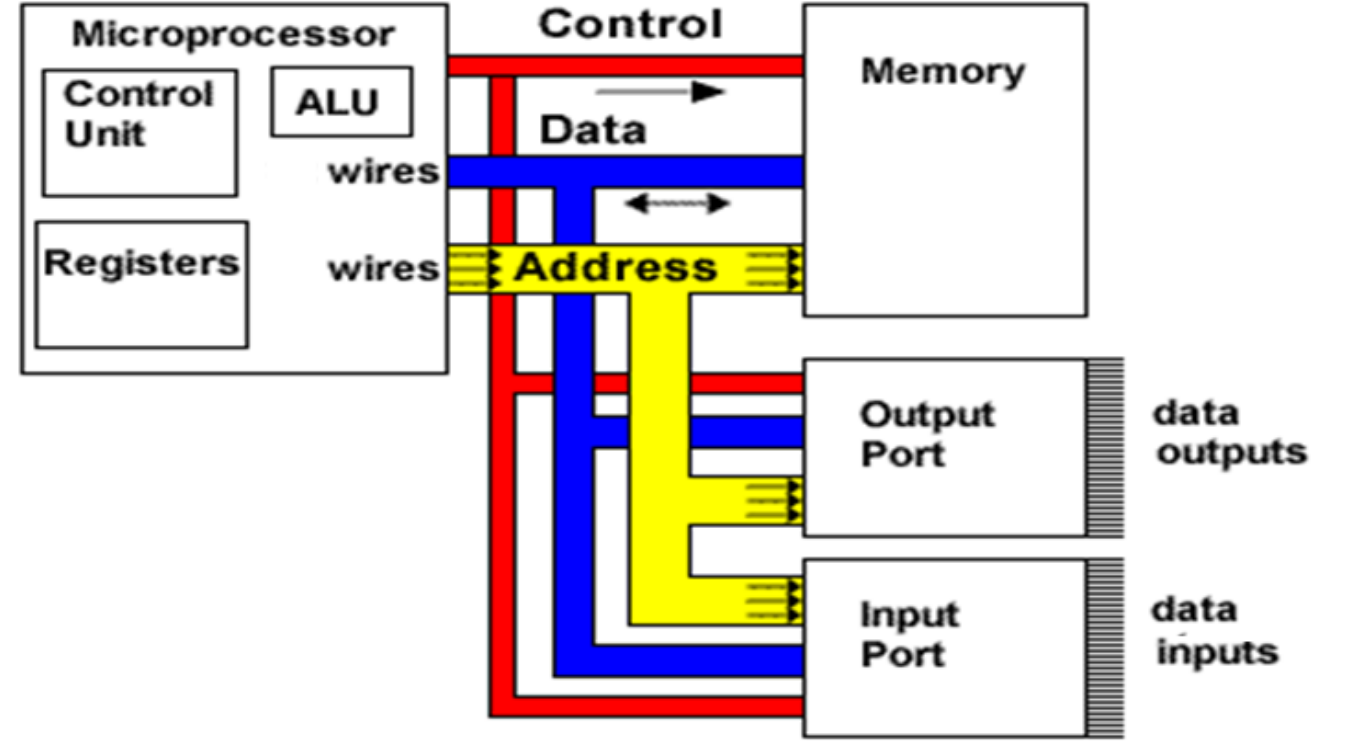 Microprocessor
Control
Unit
ALU
wires
Registers
wires
Control
Data
Address
Memory
Output
Port
data
outputs
Input
Port
data
inputs